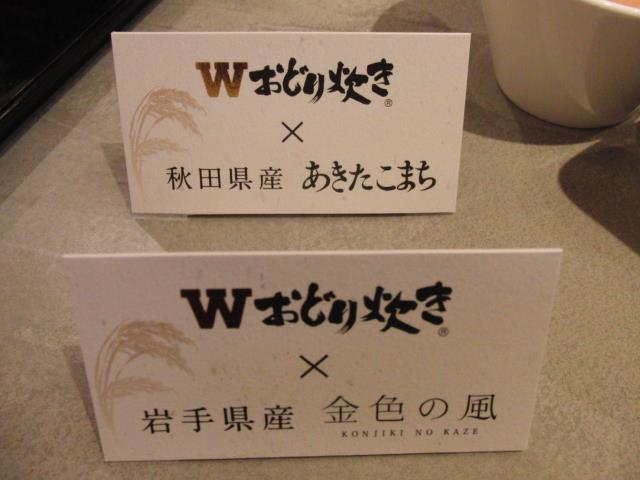 Wおどり炊き®
×
秋田県産 あきたこまち
Wおどり炊き®
×
岩手県産 金色の風
KONJIKI NO KAZE